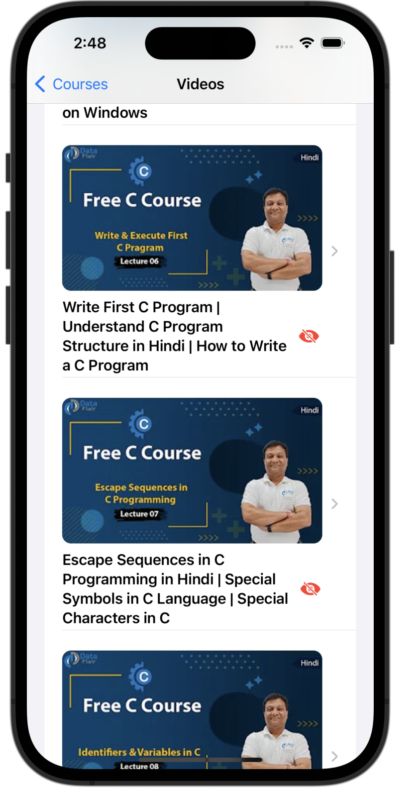 2:48
Courses
Videos
on Windows
Data
Flair
Hindi
C
Free C Course
Write & Execute First
C Pragram
Lecture 06
Write First C Program |
Understand C Program
Structure in Hindi | How to Write
a C Program
Data
Flair
Hindi
C
Free C Course
Escape Sequences in
C Programming
Lecture 07
Escape Sequences in C
Programming in Hindi | Special
Symbols in C Language | Special
Characters in C
Data
Flair
Hindi
C
Free C Course
Identifiers & Variables in C
Lecture 08